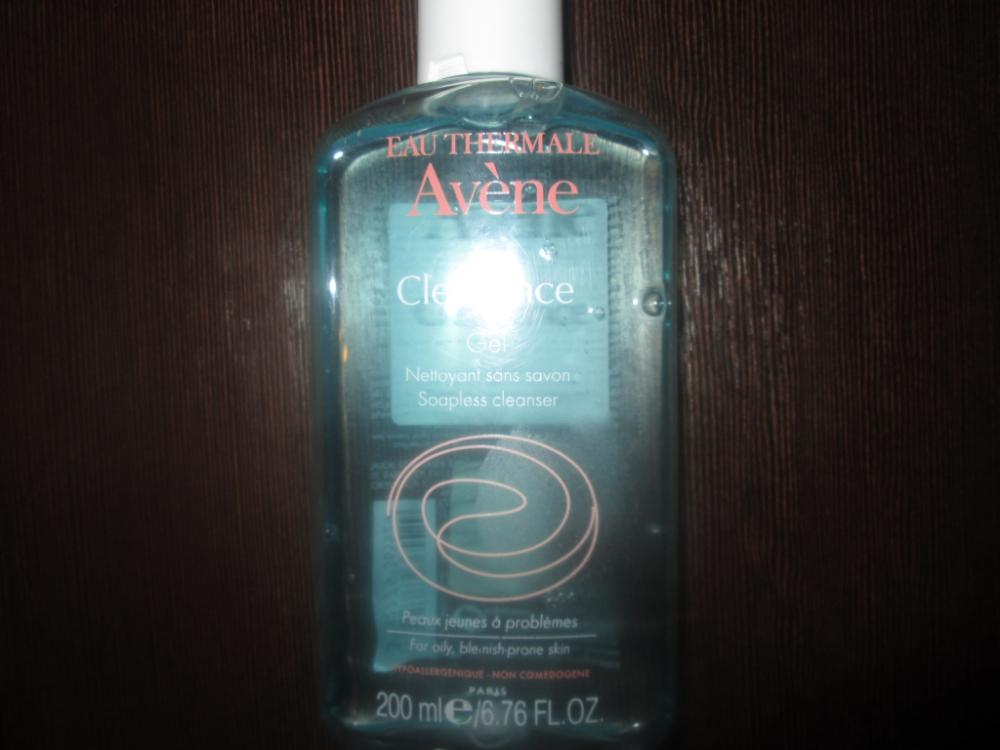 EAU THERMALE
Avène
Gel
Nettoyant sans savon
Soapless cleanser
Peaux jeunes à problèmes
For oily, blemish-prone skin
HYPOALLERGENIQUE - NON COMEDOGENE
PARIS
200 ml e/6.76 FL.OZ.